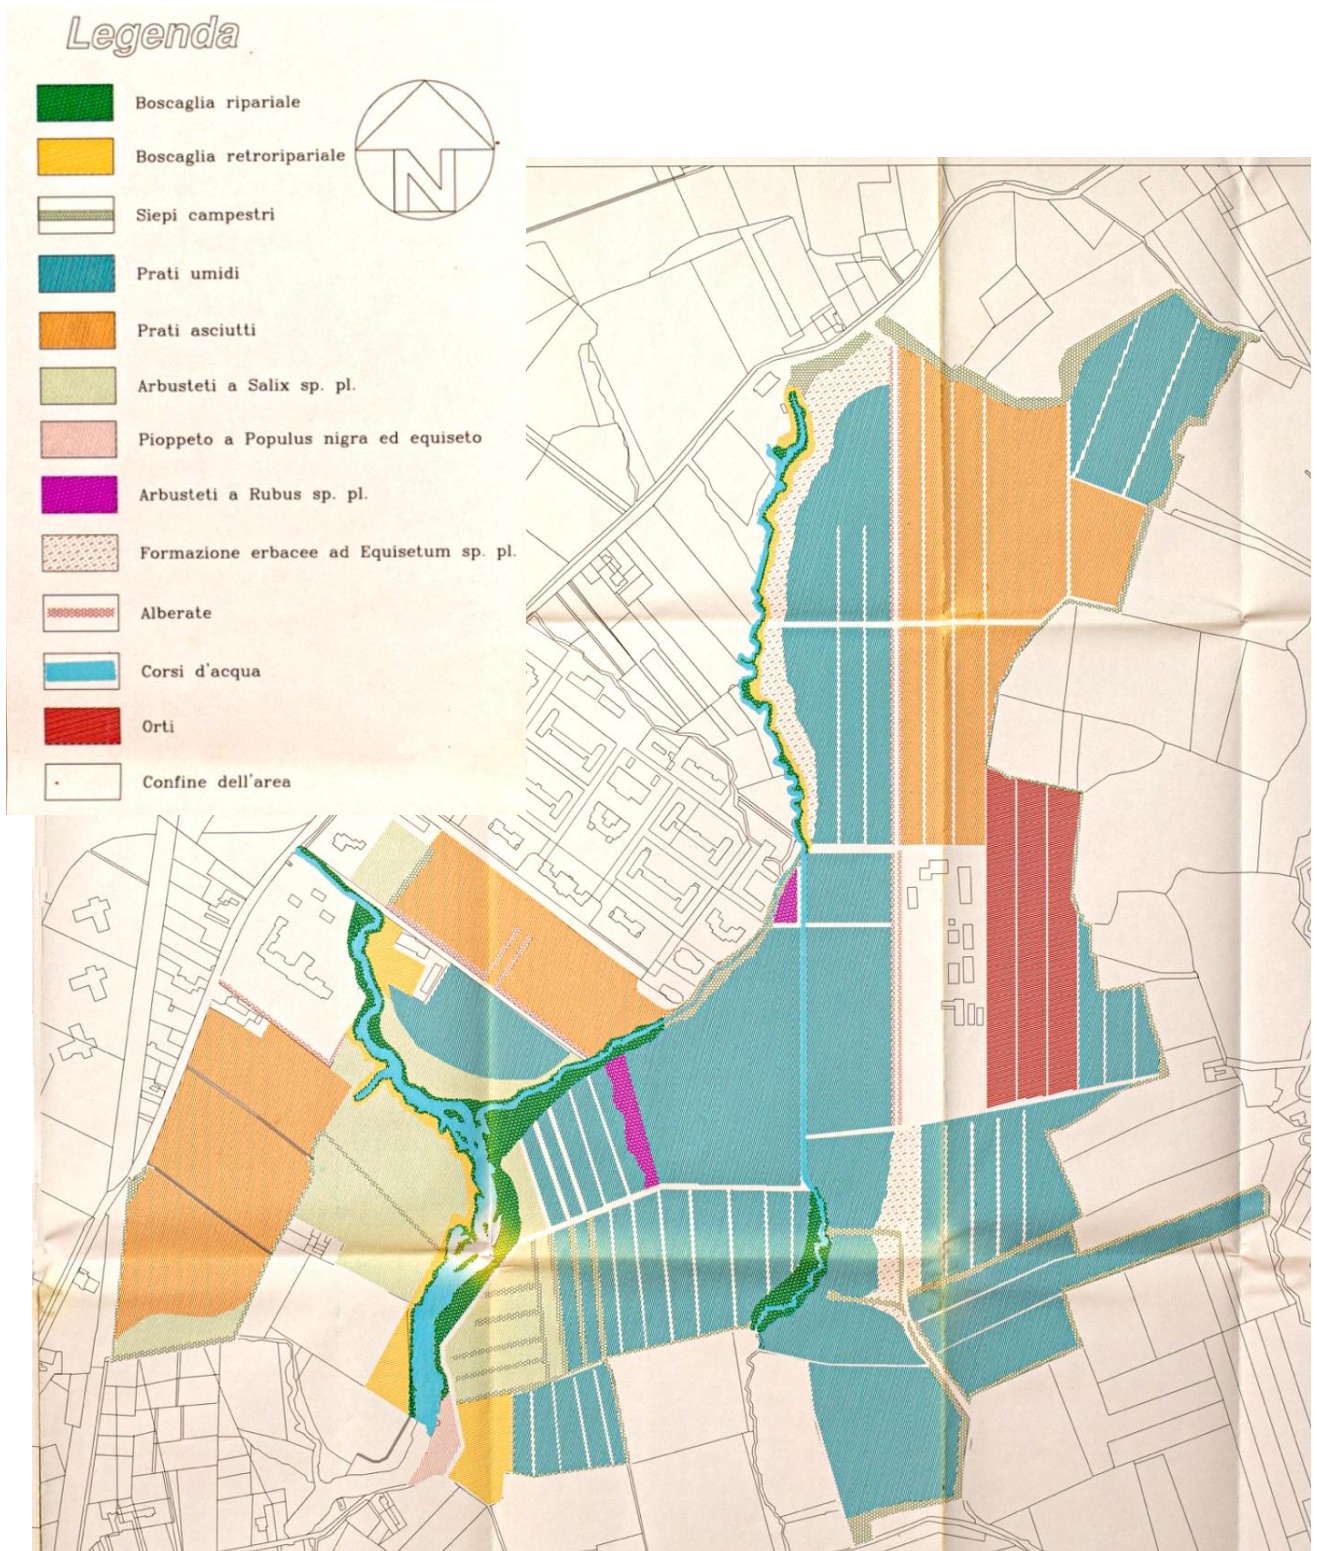 Legenda
Boscaglia ripariale
Boscaglia retroripariale
N
Siepi campestri
Prati umidi
Prati asciutti
Arbusteti a Salix sp. pl.
Pioppeto a Populus nigra ed equiseto
Arbusteti a Rubus sp. pl.
Formazione erbacee ad Equisetum sp. pl.
Alberate
Corsi d'acqua
Orti
Confine dell'area